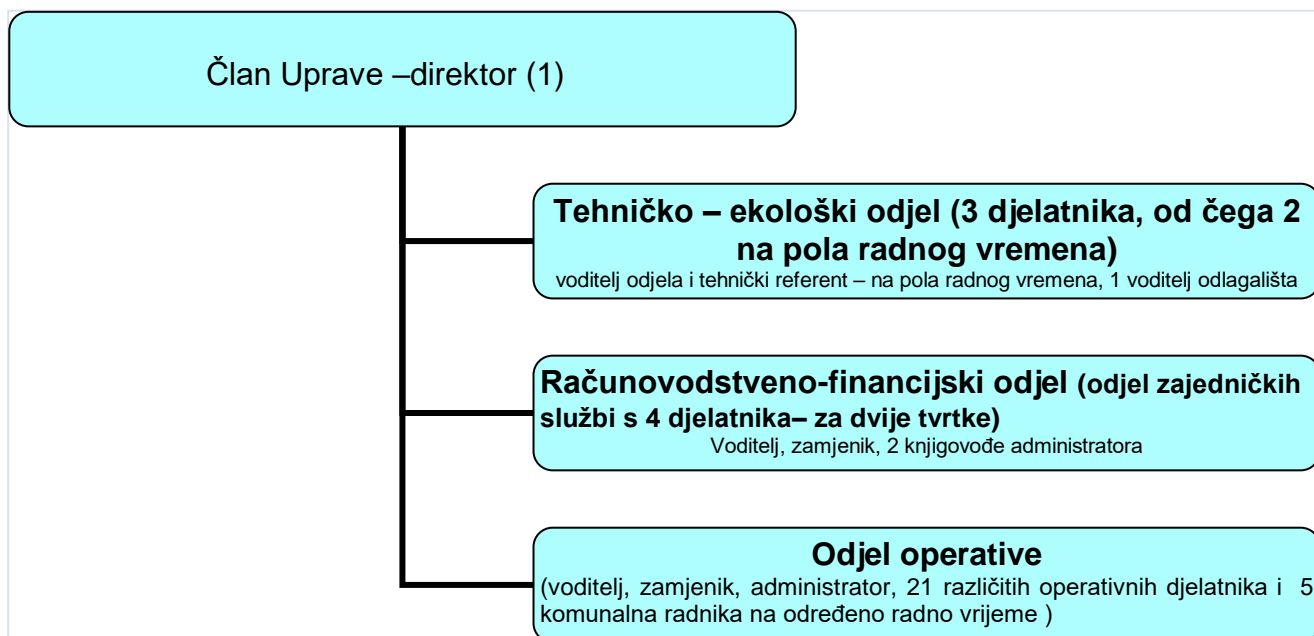 Član Uprave –direktor (1)
Tehničko – ekološki odjel (3 djelatnika, od čega 2
na pola radnog vremena)
voditelj odjela i tehnički referent – na pola radnog vremena, 1 voditelj odlagališta
Računovodstveno-financijski odjel (odjel zajedničkih
službi s 4 djelatnika– za dvije tvrtke)
Voditelj, zamjenik, 2 knjigovođe administratora
Odjel operative
(voditelj, zamjenik, administrator, 21 različitih operativnih djelatnika i 5
komunalna radnika na određeno radno vrijeme )